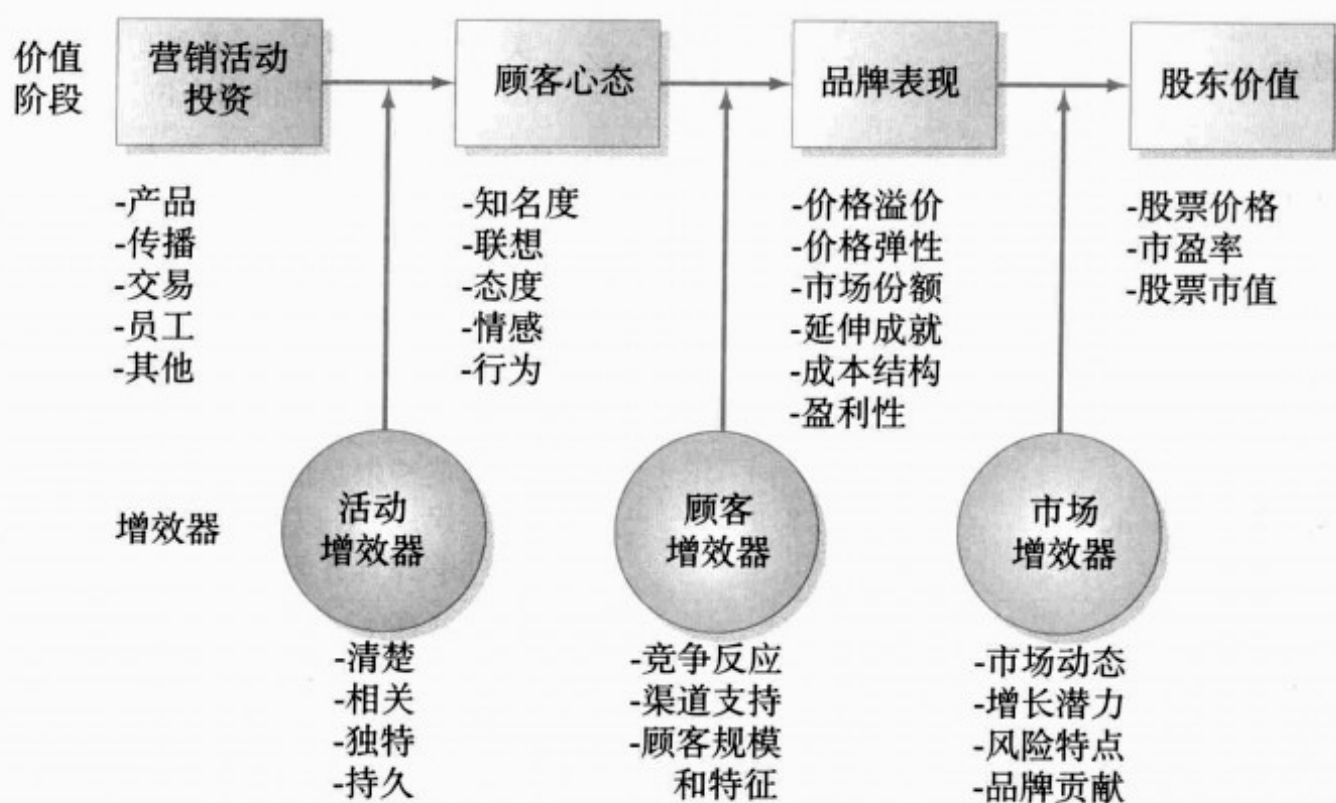 价值
阶段
营销活动
投资
顾客心态
品牌表现
股东价值
-产品
-传播
-交易
-员工
-其他
-知名度
-联想
-态度
-情感
-行为
-价格溢价
-价格弹性
-市场份额
-延伸成就
-成本结构
-盈利性
-股票价格
-市盈率
-股票市值
增效器
活动
增效器
顾客
增效器
市场
增效器
-清楚
-相关
-独特
-持久
-竞争反应
-渠道支持
-顾客规模
和特征
-市场动态
-增长潜力
-风险特点
-品牌贡献